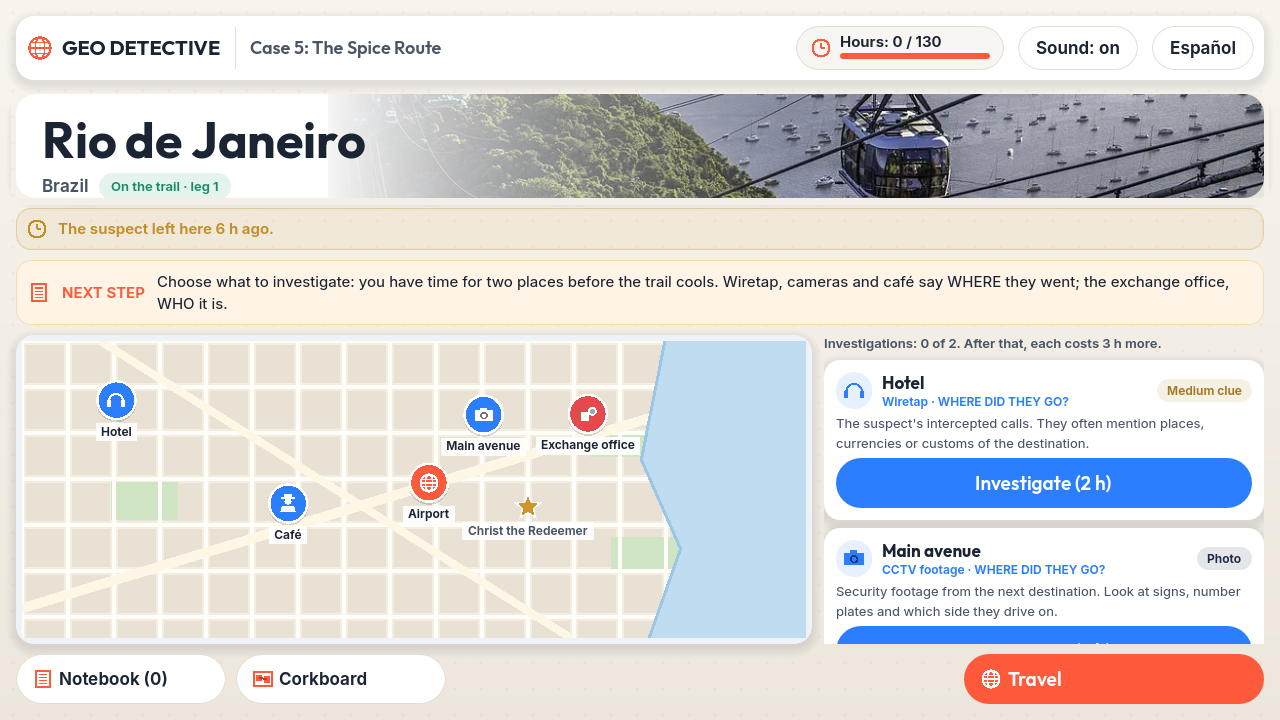 GEO DETECTIVE
Case 5: The Spice Route
Hours: 0 / 130
Sound: on
Español
Rio de Janeiro
Brazil
On the trail · leg 1
The suspect left here 6 h ago.
NEXT STEP
Choose what to investigate: you have time for two places before the trail cools. Wiretap, cameras and café say WHERE they went; the exchange office,
WHO it is.
Hotel
Main avenue
Exchange office
Airport
Café
Christ the Redeemer
Investigations: 0 of 2. After that, each costs 3 h more.
Hotel
Medium clue
Wiretap · WHERE DID THEY GO?
The suspect's intercepted calls. They often mention places,
currencies or customs of the destination.
Investigate (2 h)
Main avenue
Photo
CCTV footage · WHERE DID THEY GO?
Security footage from the next destination. Look at signs, number
plates and which side they drive on.
Notebook (0)
Corkboard
Travel